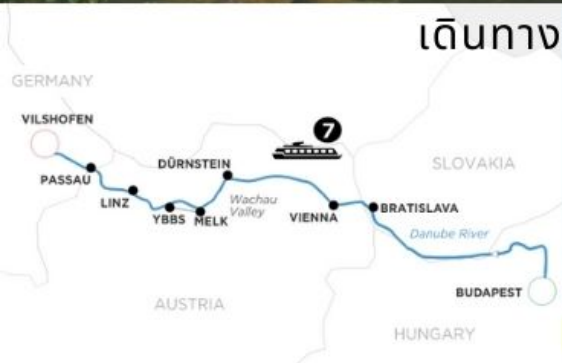 เดินทาง
GERMANY
VILSHOFEN
7
DÜRNSTEIN
SLOVAKIA
PASSAU
LINZ
YBBS
MELK
Wachau
Valley
VIENNA
BRATISLAVA
Danube River
BUDAPEST
AUSTRIA
HUNGARY